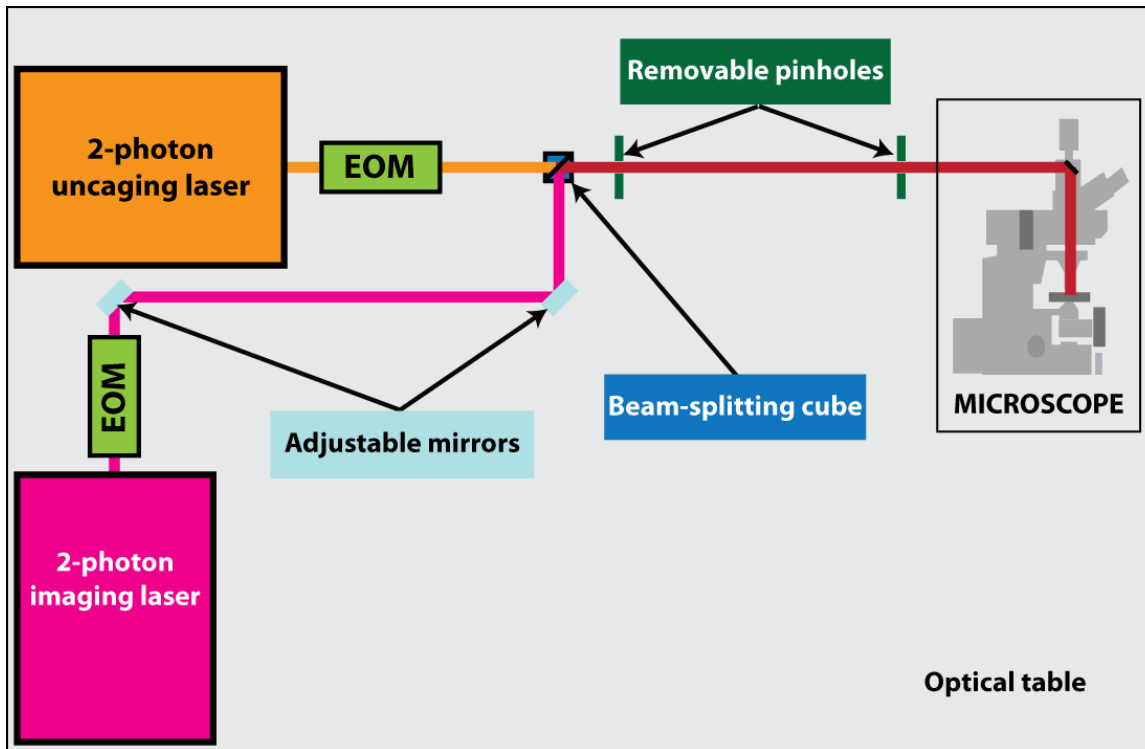 Removable pinholes
2-photon
uncaging laser
EOM
EOM
Adjustable mirrors
Beam-splitting cube
MICROSCOPE
2-photon
imaging laser
Optical table